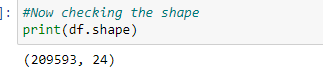 ]: #Now checking the shape
print(df.shape)
(209593, 24)